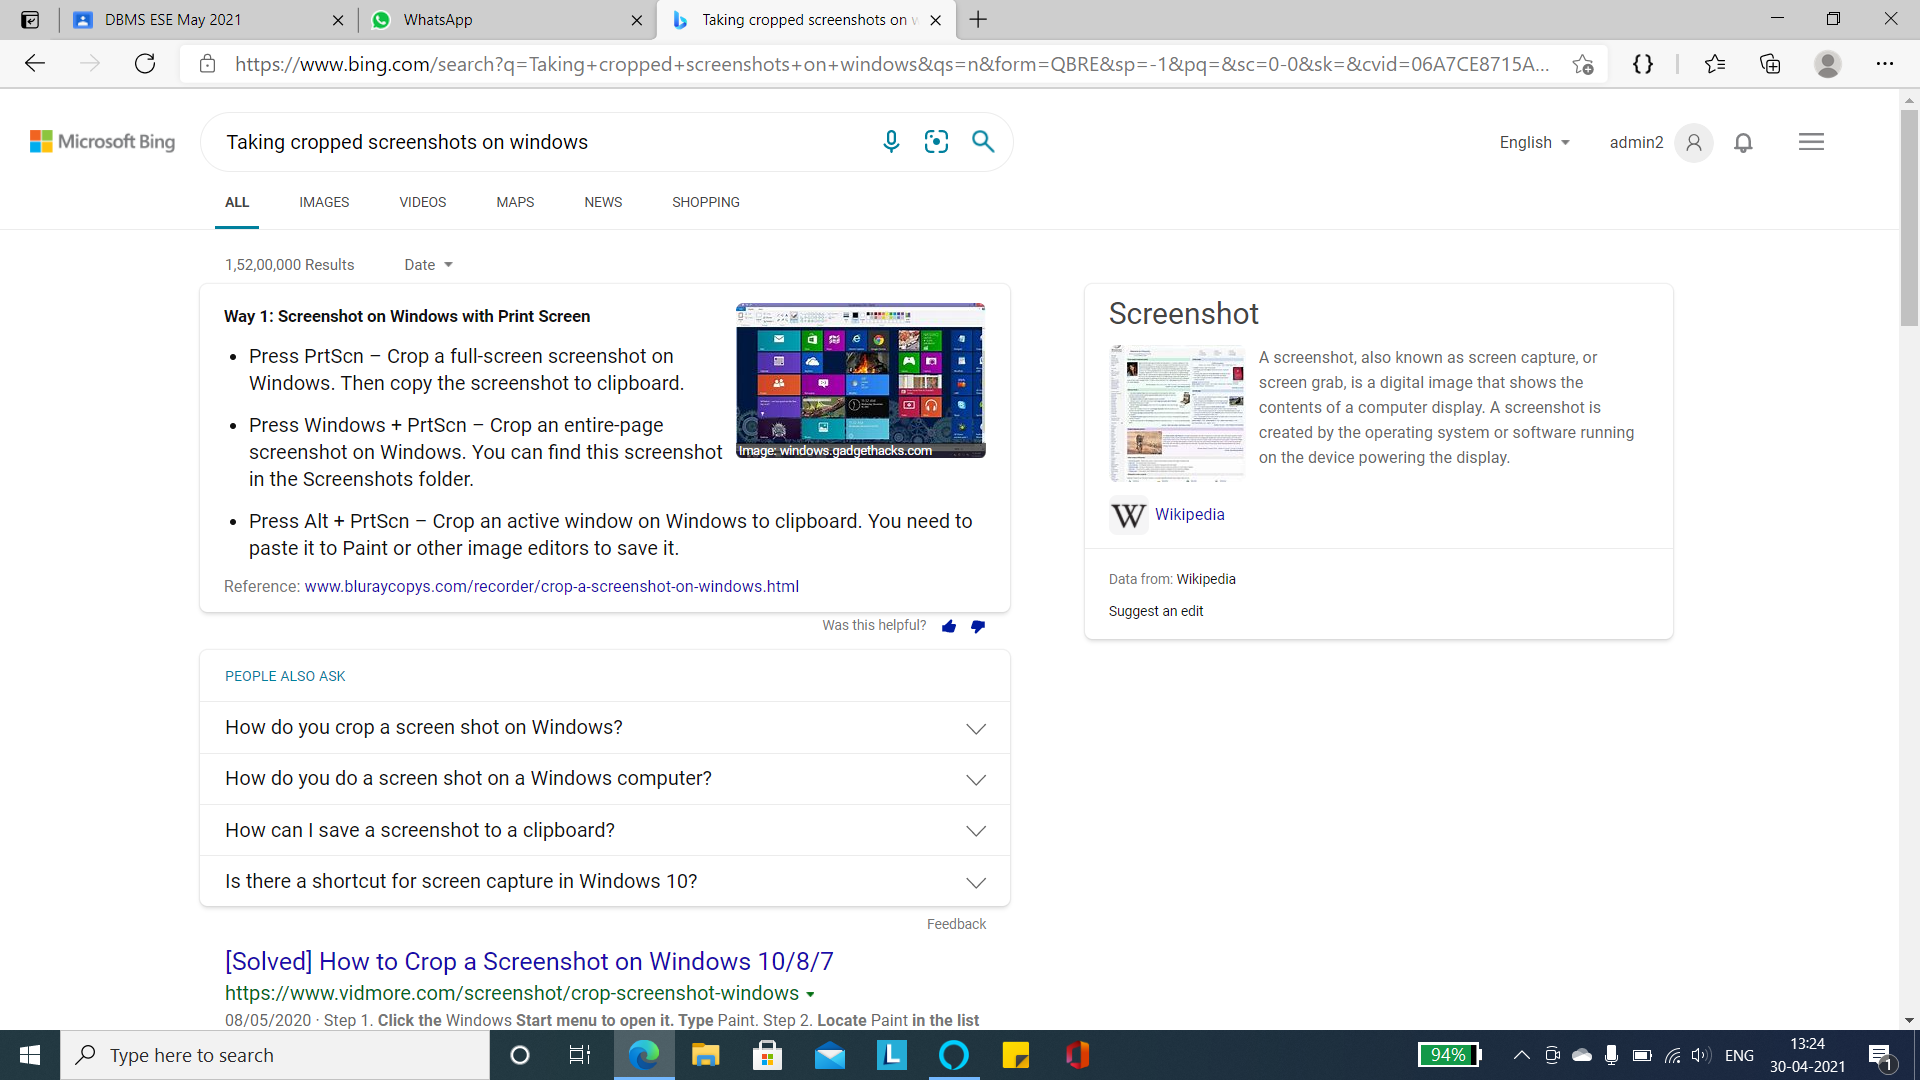 DBMS ESE May 2021
WhatsApp
Taking cropped screenshots on w
https://www.bing.com/search?q=Taking+cropped+screenshots+on+windows&qs=n&form=QBRE&sp=-1&pq=&sc=0-0&sk=&cvid=06A7CE8715A...
Microsoft Bing
Taking cropped screenshots on windows
English
admin2
ALL IMAGES VIDEOS MAPS NEWS SHOPPING
1,52,00,000 Results Date
Way 1: Screenshot on Windows with Print Screen
• Press PrtScn – Crop a full-screen screenshot on
Windows. Then copy the screenshot to clipboard.
• Press Windows + PrtScn – Crop an entire-page
screenshot on Windows. You can find this screenshot
in the Screenshots folder.
• Press Alt + PrtScn – Crop an active window on Windows to clipboard. You need to
paste it to Paint or other image editors to save it.
Image: windows.gadgethacks.com
Reference: www.bluraycopys.com/recorder/crop-a-screenshot-on-windows.html
Was this helpful?
Screenshot
A screenshot, also known as screen capture, or
screen grab, is a digital image that shows the
contents of a computer display. A screenshot is
created by the operating system or software running
on the device powering the display.
W Wikipedia
Data from: Wikipedia
Suggest an edit
PEOPLE ALSO ASK
How do you crop a screen shot on Windows?
How do you do a screen shot on a Windows computer?
How can I save a screenshot to a clipboard?
Is there a shortcut for screen capture in Windows 10?
Feedback
[Solved] How to Crop a Screenshot on Windows 10/8/7
https://www.vidmore.com/screenshot/crop-screenshot-windows
08/05/2020 · Step 1. Click the Windows Start menu to open it. Type Paint. Step 2. Locate Paint in the list
Type here to search
L
94%
ENG
13:24
30-04-2021
1